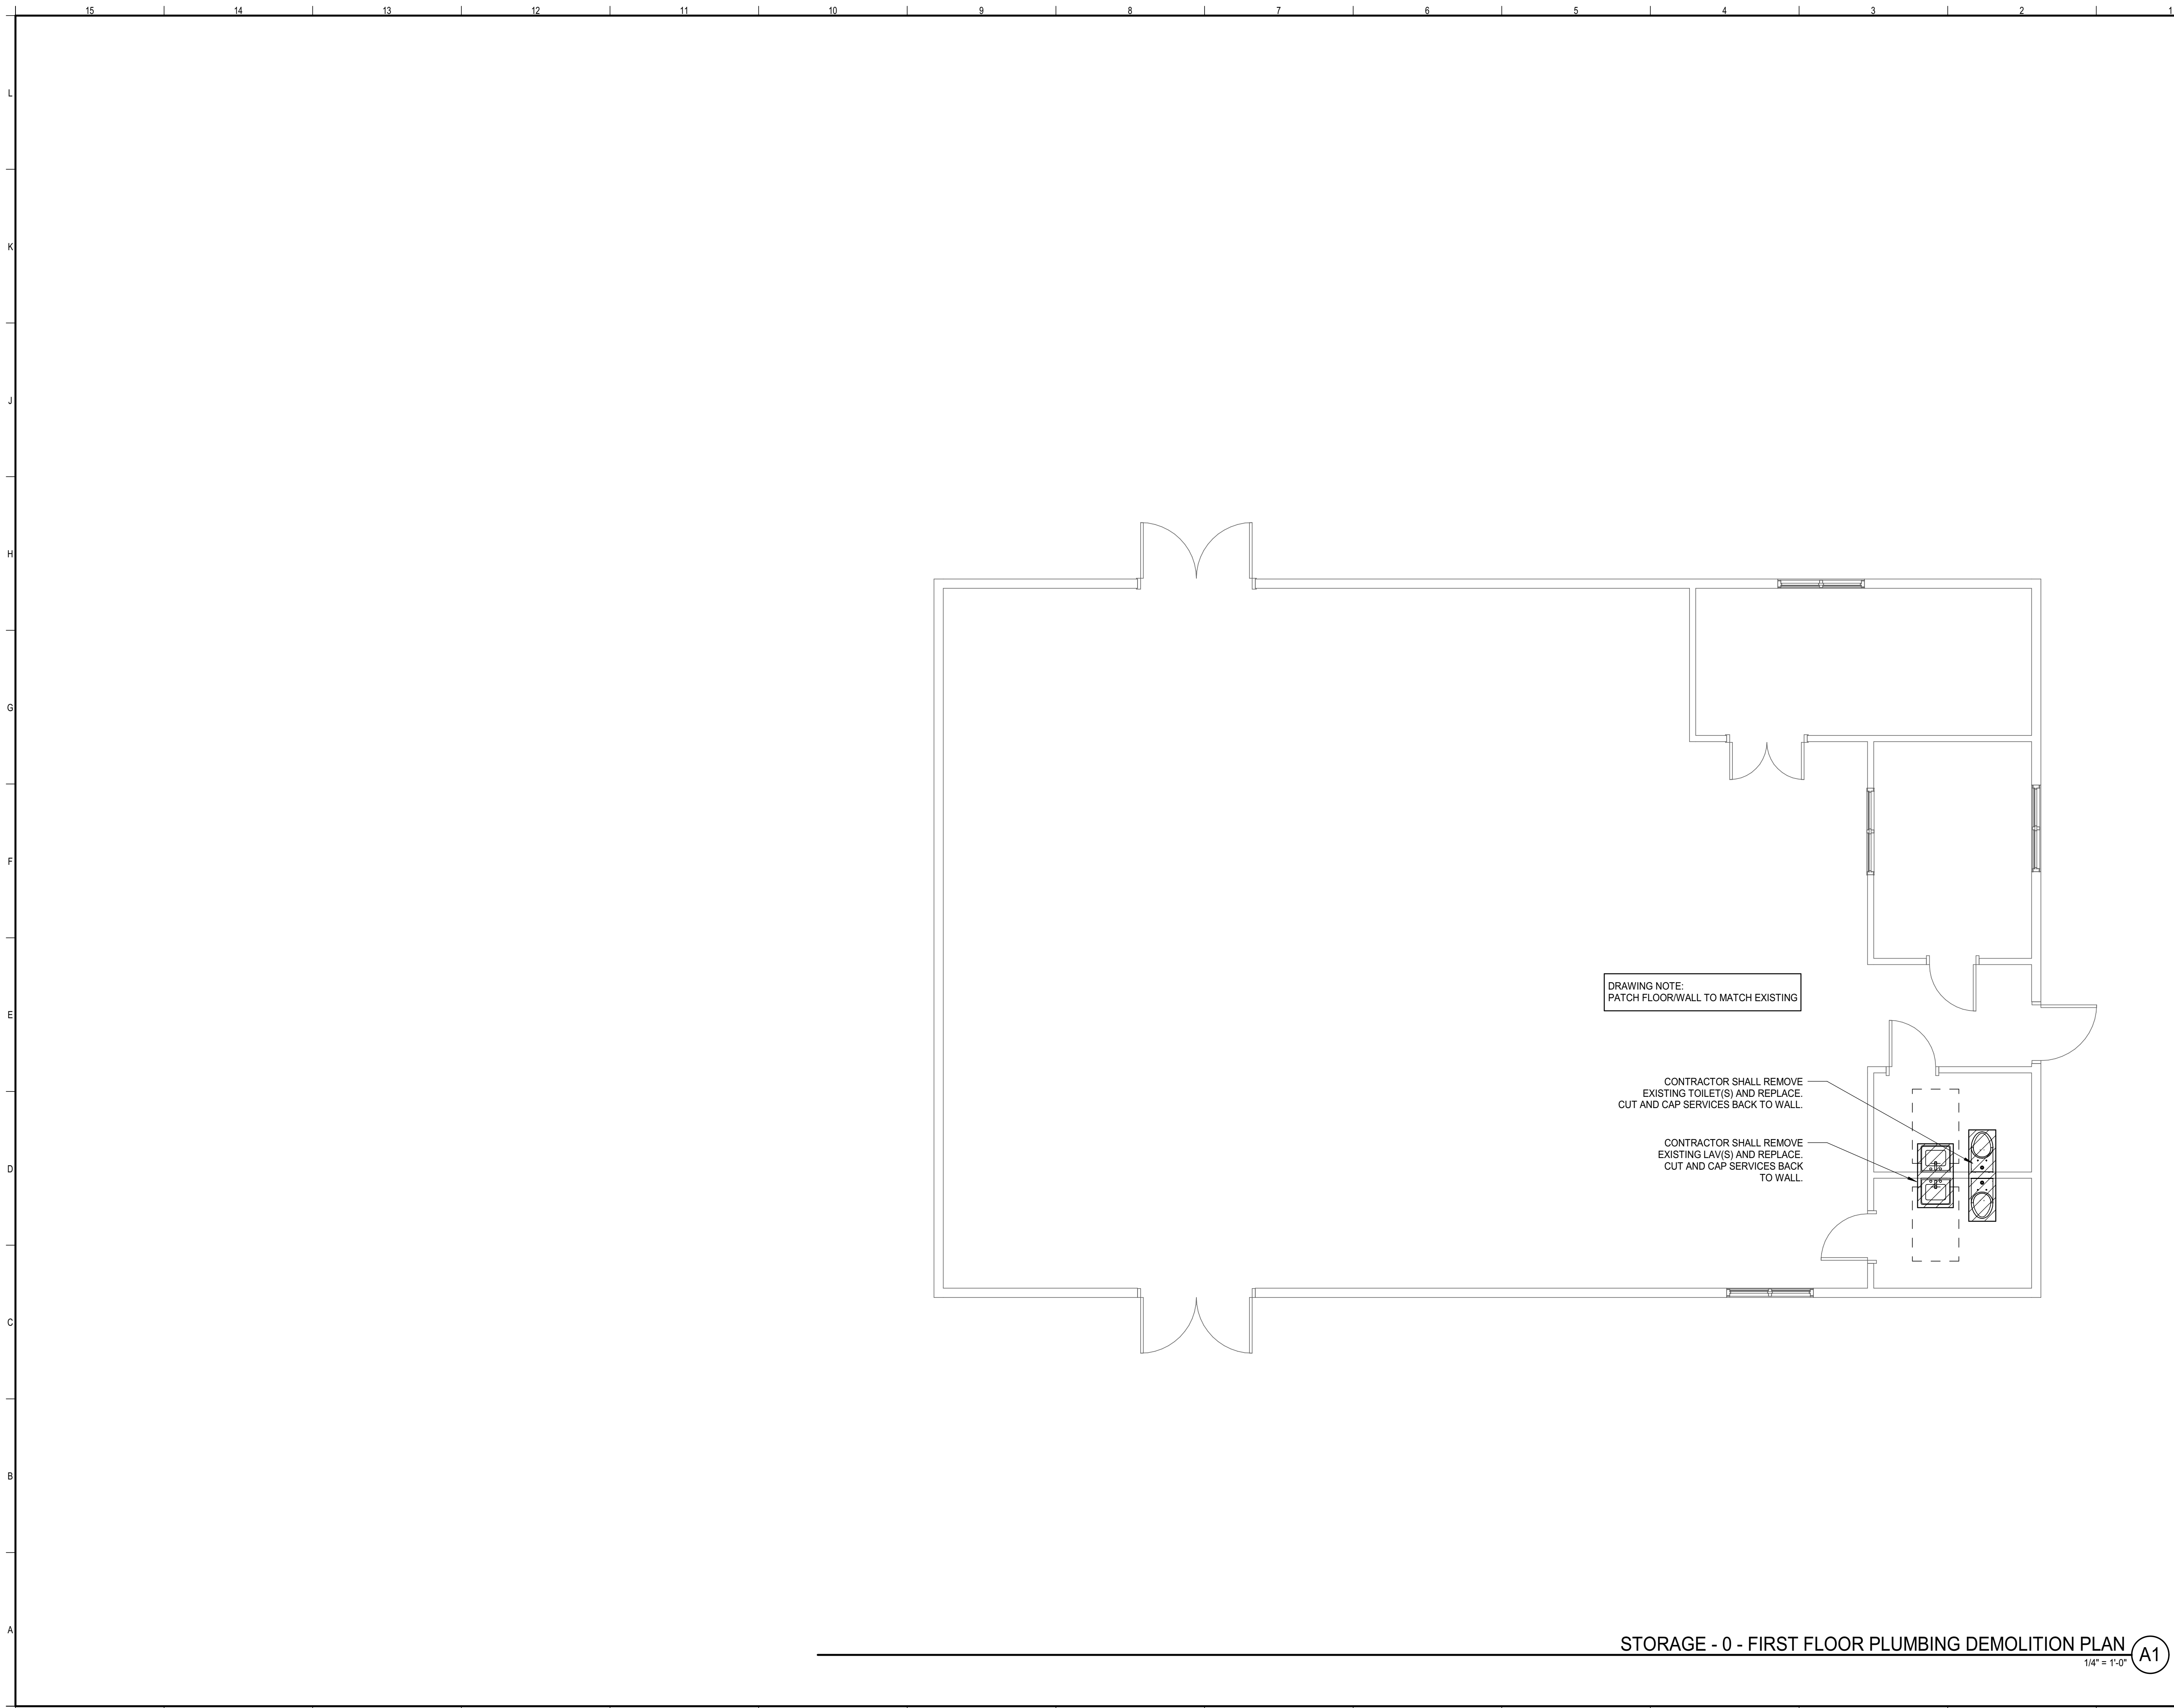 15 14 13 12 11 10 9 8 7 6 5 4 3 2 1
L
K
J
H
G
F
E
D
C
B
A
DRAWING NOTE:
PATCH FLOOR/WALL TO MATCH EXISTING
CONTRACTOR SHALL REMOVE
EXISTING TOILET(S) AND REPLACE.
CUT AND CAP SERVICES BACK TO WALL.
CONTRACTOR SHALL REMOVE
EXISTING LAV(S) AND REPLACE.
CUT AND CAP SERVICES BACK
TO WALL.
STORAGE - 0 - FIRST FLOOR PLUMBING DEMOLITION PLAN
1/4" = 1'-0"
A1